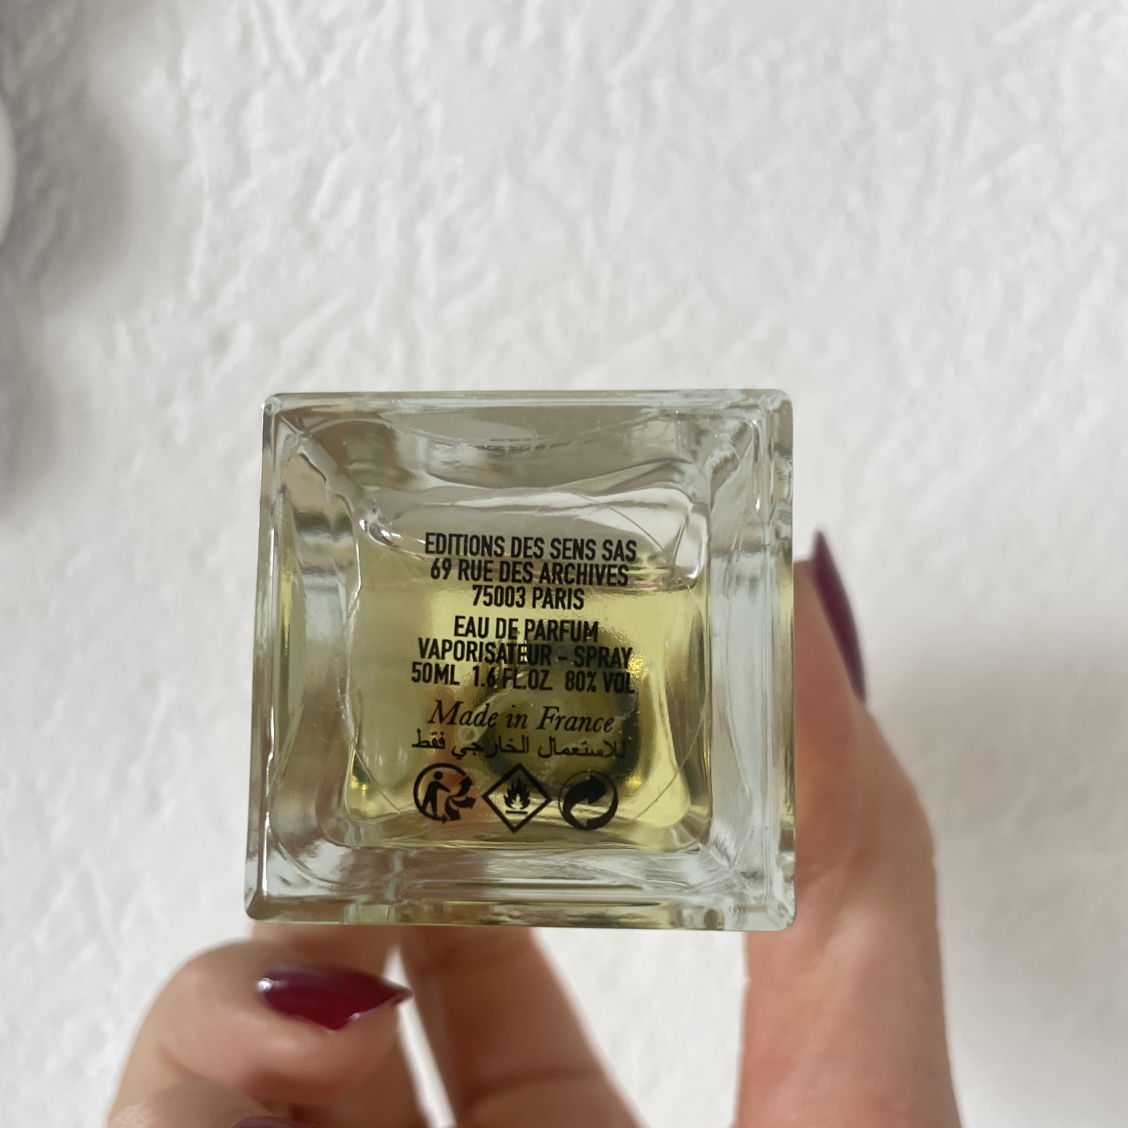 EDITIONS DES SENS SAS
69 RUE DES ARCHIVES
75003 PARIS
EAU DE PARFUM
VAPORISATEUR - SPRAY
50ML 1.6 FL.OZ 80% VOL
Made in France
للاستعمال الخارجي فقط